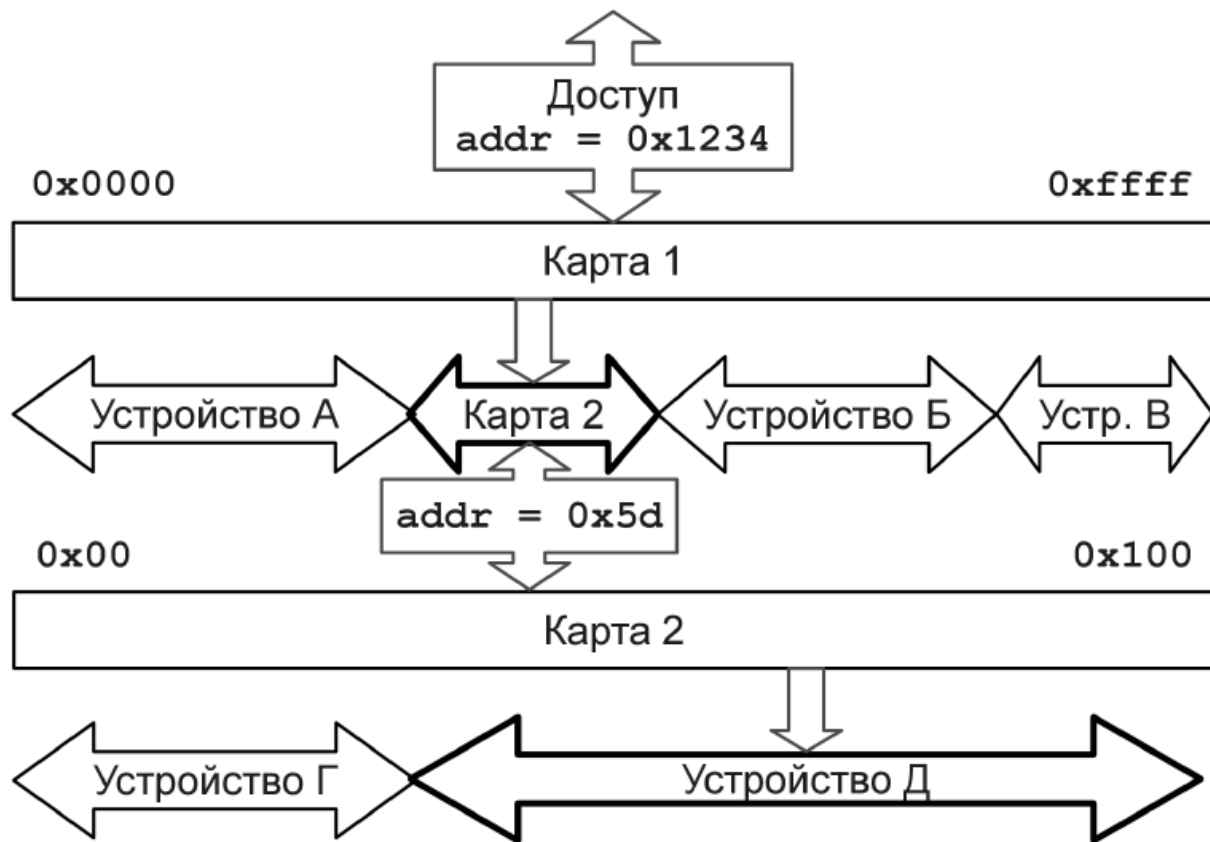 Доступ
addr = 0x1234
0x0000 0xffff
Карта 1
Устройство А Карта 2 Устройство Б Устр. В
addr = 0x5d
0x00 0x100
Карта 2
Устройство Г Устройство Д